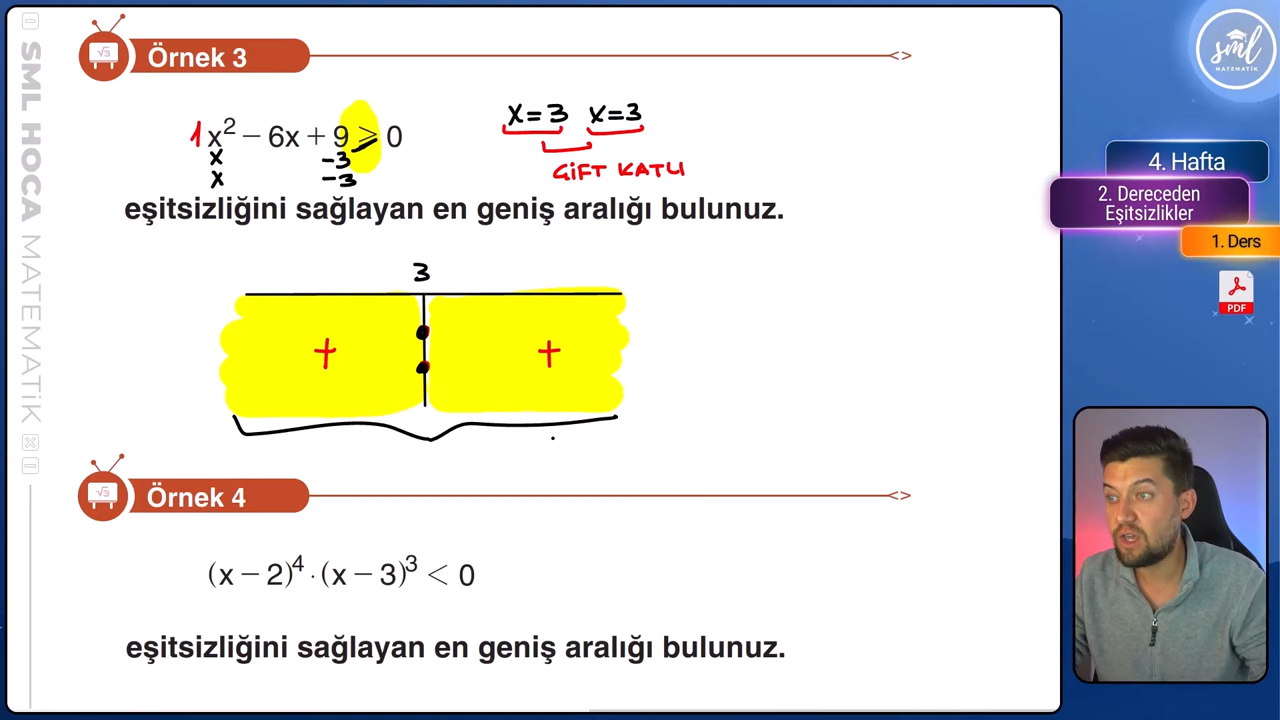 SML HOCA MATEMATİK
√3
Örnek 3
<>
1x² − 6x + 9 ⩾ 0
x -3
x -3
x=3 x=3
ÇİFT KATLI
eşitsizliğini sağlayan en geniş aralığı bulunuz.
3
+ +
√3
Örnek 4
<>
(x − 2)⁴ · (x − 3)³ < 0
eşitsizliğini sağlayan en geniş aralığı bulunuz.
sml
MATEMATİK
4. Hafta
2. Dereceden
Eşitsizlikler
1. Ders
PDF